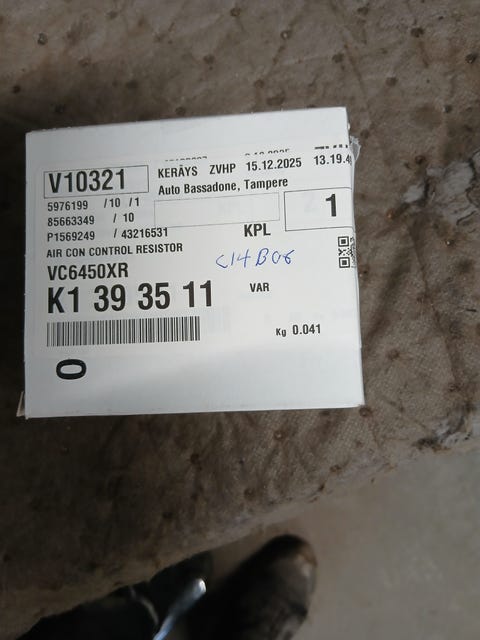 V10321
KERÄYS ZVHP 15.12.2025 13.19.4
Auto Bassadone, Tampere
5976199 /10 /1
85663349 / 10
P1569249 / 43216531
KPL
1
AIR CON CONTROL RESISTOR
VC6450XR
C14B06
K1 39 35 11
VAR
Kg 0.041
O